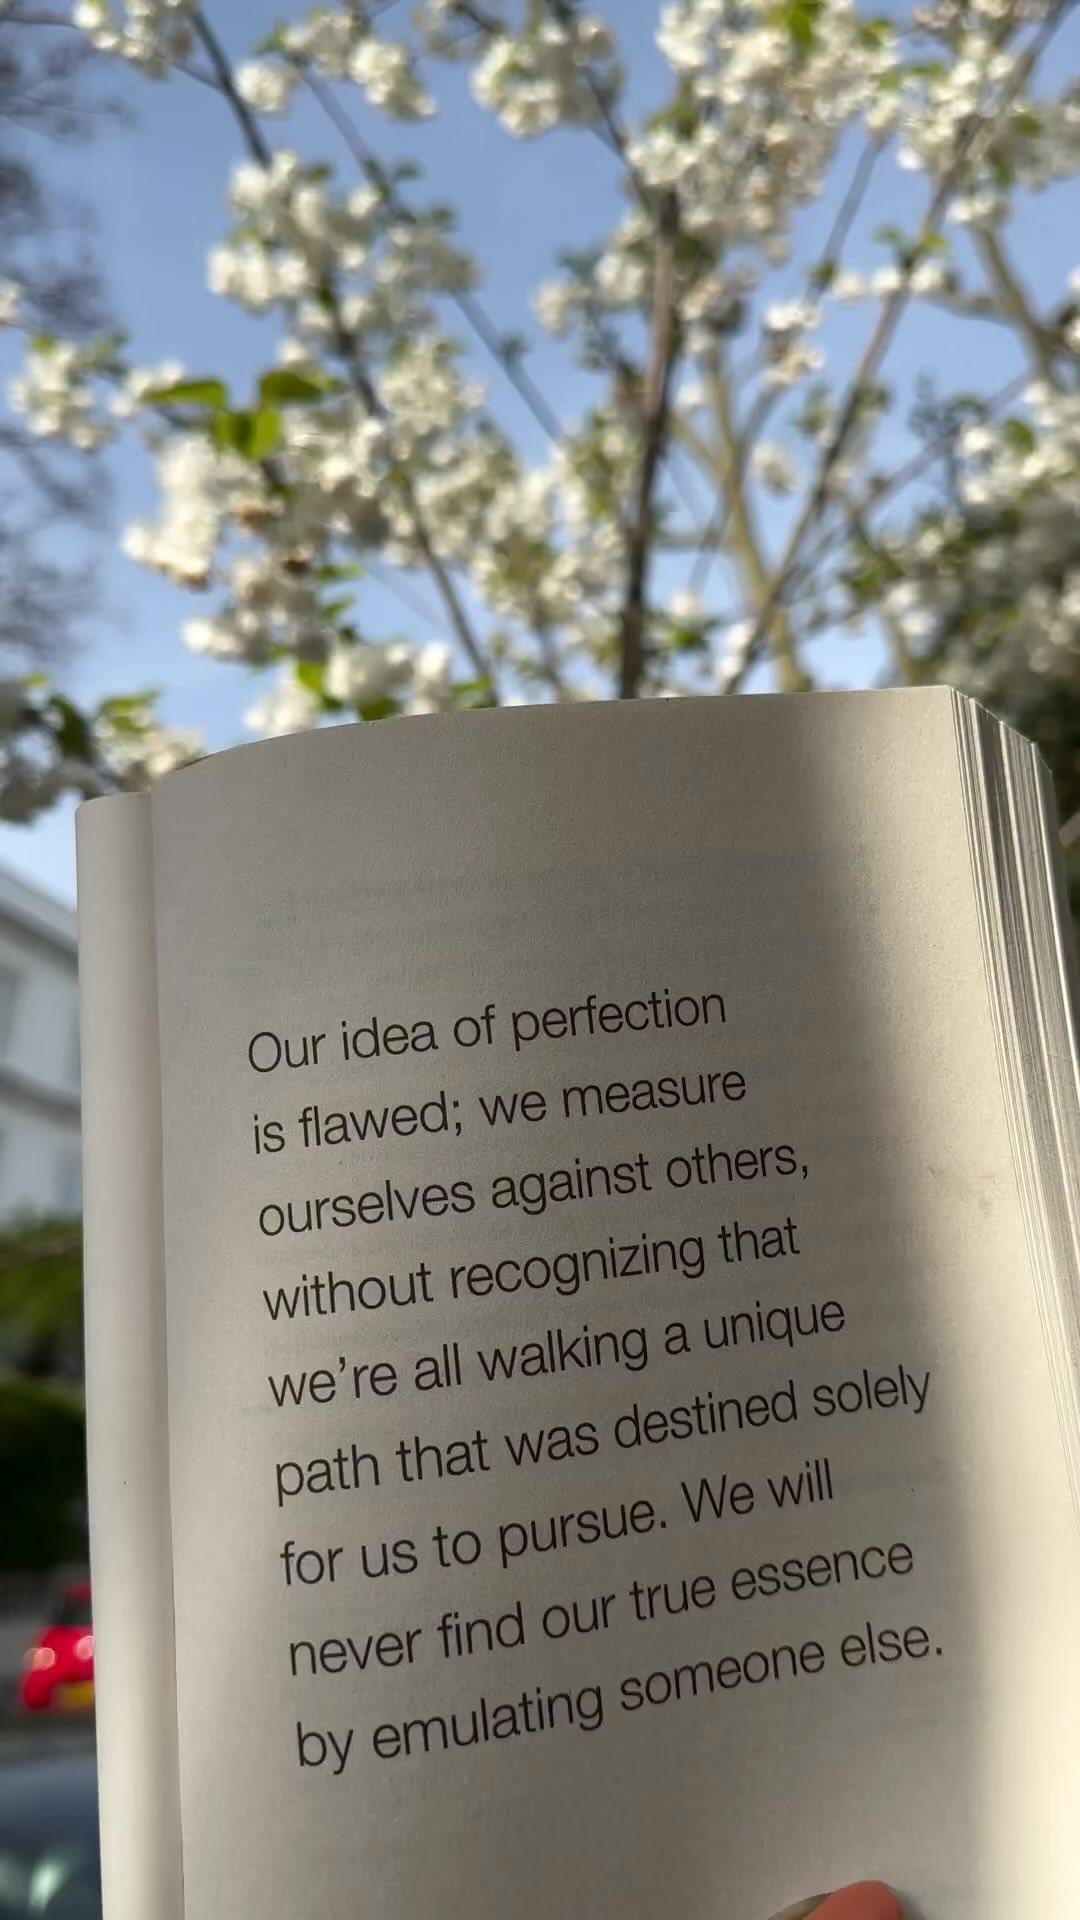 Our idea of perfection
is flawed; we measure
ourselves against others,
without recognizing that
we're all walking a unique
path that was destined solely
for us to pursue. We will
never find our true essence
by emulating someone else.